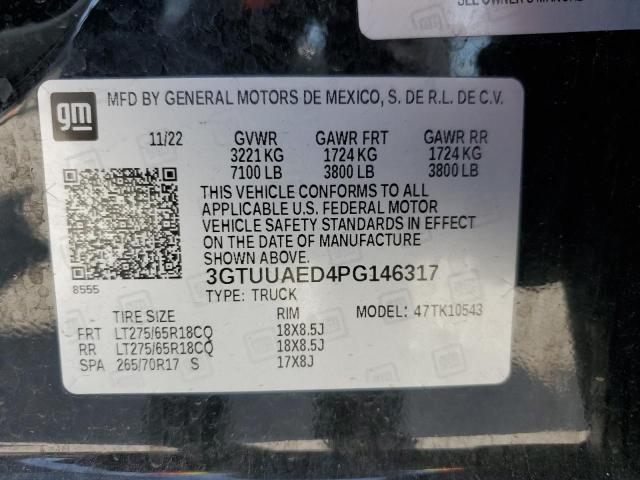 SEE OWNER'S MANUAL
gm
MFD BY GENERAL MOTORS DE MEXICO, S. DE R.L. DE C.V.
11/22 GVWR GAWR FRT GAWR RR
3221 KG 1724 KG 1724 KG
7100 LB 3800 LB 3800 LB
THIS VEHICLE CONFORMS TO ALL
APPLICABLE U.S. FEDERAL MOTOR
VEHICLE SAFETY STANDARDS IN EFFECT
ON THE DATE OF MANUFACTURE
SHOWN ABOVE.
8555
3GTUUAED4PG146317
TYPE: TRUCK
TIRE SIZE RIM MODEL: 47TK10543
FRT LT275/65R18CQ 18X8.5J
RR LT275/65R18CQ 18X8.5J
SPA 265/70R17 S 17X8J